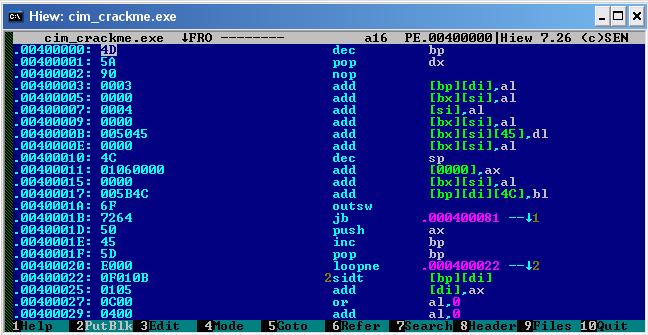 Hiew: cim_crackme.exe
cim_crackme.exe ↓FRO -------- a16 PE.00400000|Hiew 7.26 (c)SEN
.00400000: 4D dec bp
.00400001: 5A pop dx
.00400002: 90 nop
.00400003: 0003 add [bp][di],al
.00400005: 0000 add [bx][si],al
.00400007: 0004 add [si],al
.00400009: 0000 add [bx][si],al
.0040000B: 005045 add [bx][si][45],dl
.0040000E: 0000 add [bx][si],al
.00400010: 4C dec sp
.00400011: 01060000 add [0000],ax
.00400015: 0000 add [bx][si],al
.00400017: 005B4C add [bp][di][4C],bl
.0040001A: 6F outsw
.0040001B: 7264 jb .000400081 --↓1
.0040001D: 50 push ax
.0040001E: 45 inc bp
.0040001F: 5D pop bp
.00400020: E000 loopne .000400022 --↓2
.00400022: 0F010B 2sidt [bp][di]
.00400025: 0105 add [di],ax
.00400027: 0C00 or al,0
.00400029: 0400 add al,0
1Help 2PutBlk 3Edit 4Mode 5Goto 6Refer 7Search 8Header 9Files 10Quit